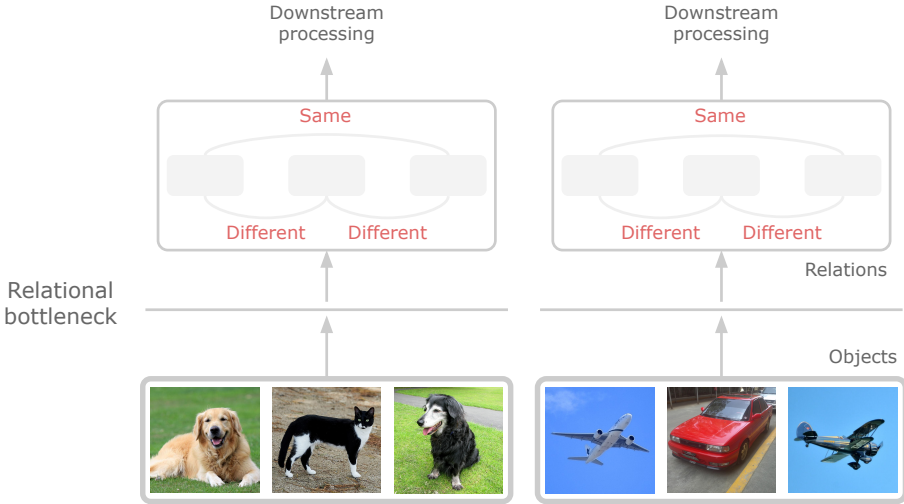 Downstream
processing
Downstream
processing
Same
Same
Different
Different
Different
Different
Relations
Relational
bottleneck
Objects